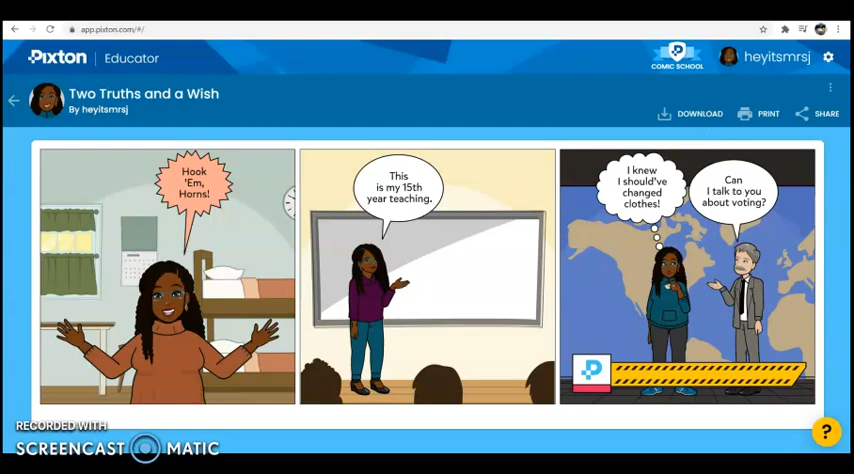 app.pixton.com/#/
Pixton | Educator
COMIC SCHOOL
heyitsmrsj
Two Truths and a Wish
By heyitsmrsj
DOWNLOAD
PRINT
SHARE
Hook
'Em,
Horns!
This
is my 15th
year teaching.
I knew
I should've
changed
clothes!
Can
I talk to you
about voting?
RECORDED WITH
SCREENCAST MATIC
?